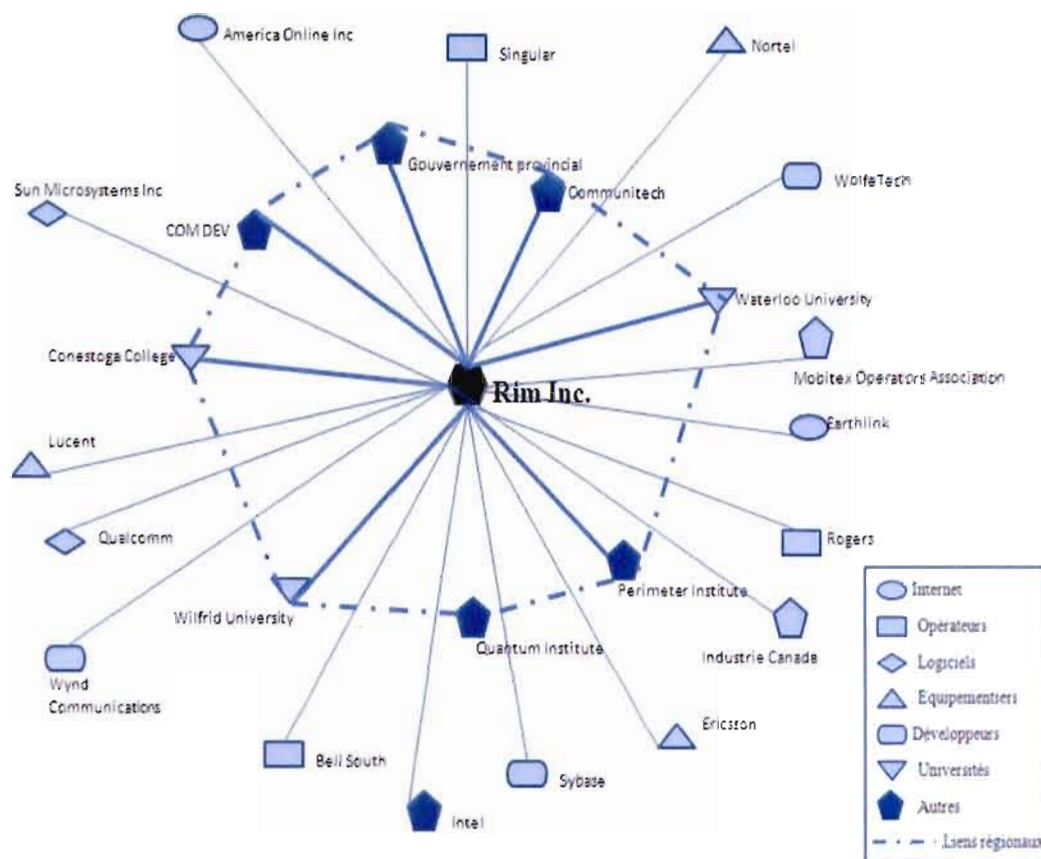 America Online Inc
Singular
Nortel
Gouvernement provincial
Communitech
WolfeTech
Sun Microsystems Inc
COM DEV
Waterloo University
Conestoga College
Mobitex Operators Association
Rim Inc.
Earthlink
Lucent
Qualcomm
Rogers
Wilfrid University
Perimeter Institute
Quantum Institute
Industrie Canada
Wynd
Communications
Ericsson
Bell South
Sybase
Intel
Internet
Opérateurs
Logiciels
Equipementiers
Développeurs
Universités
Autres
Liens régionaux